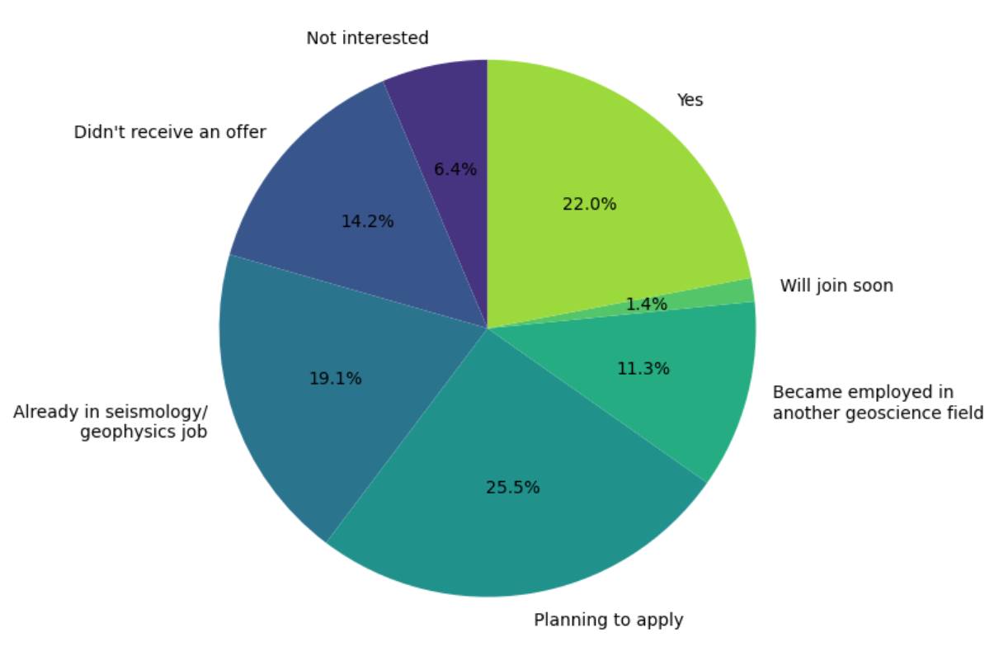 Not interested
Yes
Didn't receive an offer
6.4%
22.0%
14.2%
Will join soon
1.4%
11.3%
19.1%
Became employed in
another geoscience field
Already in seismology/
geophysics job
25.5%
Planning to apply